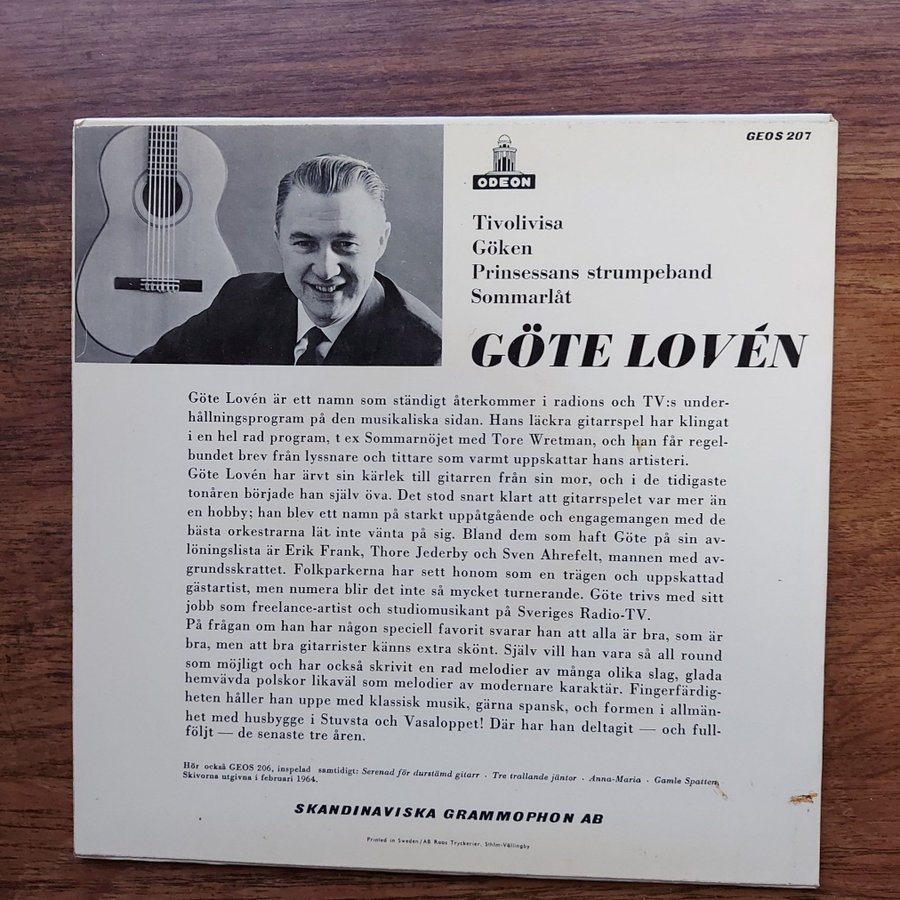 GEOS 207
ODEON
Tivolivisa
Göken
Prinsessans strumpeband
Sommarlåt
GÖTE LOVÉN
Göte Lovén är ett namn som ständigt återkommer i radions och TV:s under-
hållningsprogram på den musikaliska sidan. Hans läckra gitarrspel har klingat
i en hel rad program, t ex Sommarnöjet med Tore Wretman, och han får regel-
bundet brev från lyssnare och tittare som varmt uppskattar hans artisteri.
Göte Lovén har ärvt sin kärlek till gitarren från sin mor, och i de tidigaste
tonåren började han själv öva. Det stod snart klart att gitarrspelet var mer än
en hobby; han blev ett namn på starkt uppåtgående och engagemangen med de
bästa orkestrarna lät inte vänta på sig. Bland dem som haft Göte på sin av-
löningslista är Erik Frank, Thore Jederby och Sven Ahrefelt, mannen med av-
grundsskrattet. Folkparkerna har sett honom som en trägen och uppskattad
gästartist, men numera blir det inte så mycket turnerande. Göte trivs med sitt
jobb som freelance-artist och studiomusikant på Sveriges Radio-TV.
På frågan om han har någon speciell favorit svarar han att alla är bra, som är
bra, men att bra gitarrister känns extra skönt. Själv vill han vara så all round
som möjligt och har också skrivit en rad melodier av många olika slag, glada
hemvävda polskor likaväl som melodier av modernare karaktär. Fingerfärdig-
heten håller han uppe med klassisk musik, gärna spansk, och formen i allmän-
het med husbygge i Stuvsta och Vasaloppet! Där har han deltagit — och full-
följt — de senaste tre åren.
Hör också GEOS 206, inspelad samtidigt: Serenad för durstämd gitarr · Tre trallande jäntor · Anna-Maria · Gamle Spatten.
Skivorna utgivna i februari 1964.
SKANDINAVISKA GRAMMOPHON AB
Printed in Sweden/AB Roos Tryckerier, Sthlm-Vällingby